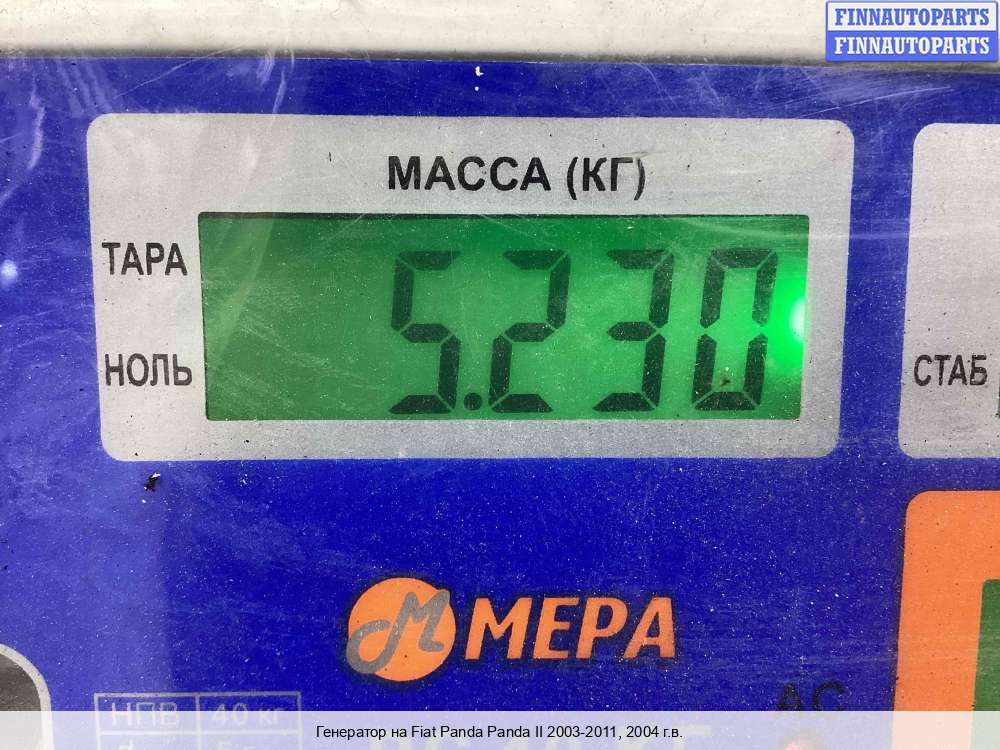 FINNAUTOPARTS
FINNAUTOPARTS
МАССА (КГ)
ТАРА
5.230
НОЛЬ
СТАБ
М МЕРА
АС
НПВ 40 кг
Генератор на Fiat Panda Panda II 2003-2011, 2004 г.в.